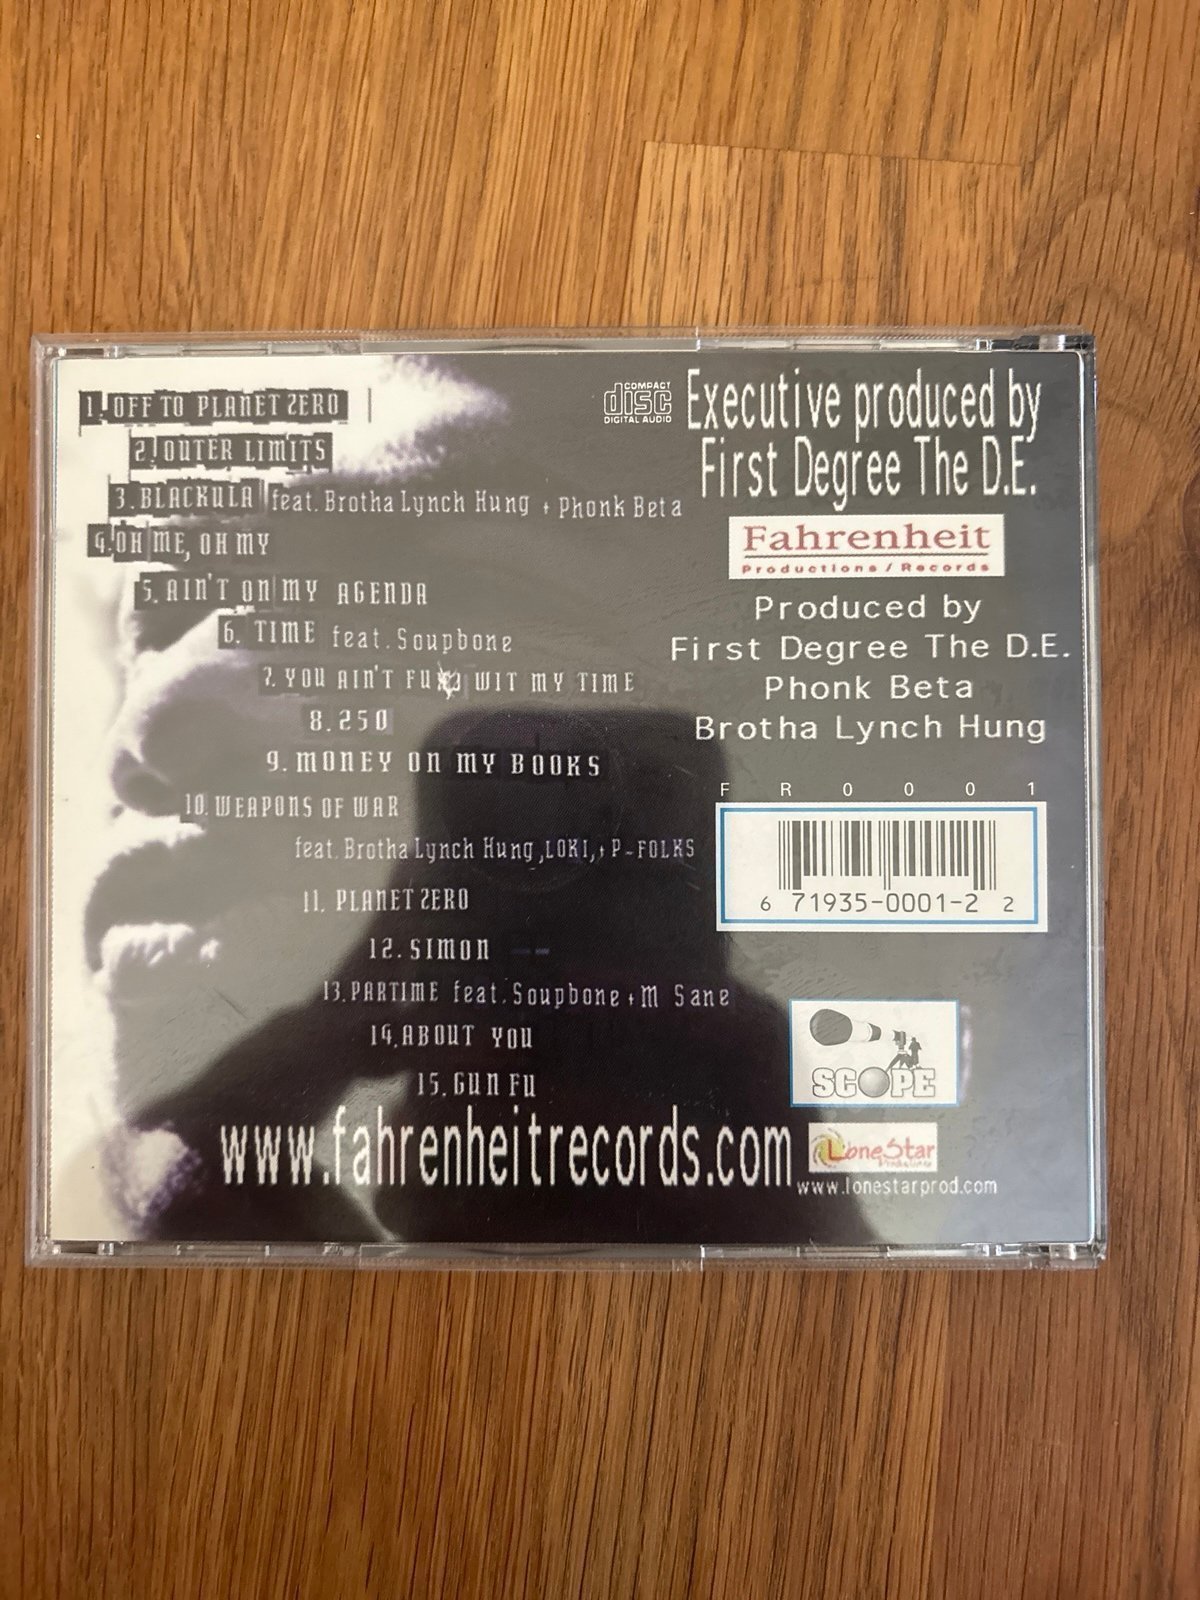 1. OFF TO PLANET ZERO
2. OUTER LIMITS
3. BLACKULA feat. Brotha Lynch Hung + Phonk Beta
4. OH ME, OH MY
5. AIN'T ON MY AGENDA
6. TIME feat. Soupbone
7. YOU AIN'T FU WIT MY TIME
8. 250
9. MONEY ON MY BOOKS
10. WEAPONS OF WAR
feat. Brotha Lynch Hung, LOKI, + P-FOLKS
11. PLANET ZERO
12. SIMON
13. PARTIME feat. Soupbone + M Sane
14. ABOUT YOU
15. GUN FU
www.fahrenheitrecords.com
COMPACT
disc
DIGITAL AUDIO
Executive produced by
First Degree The D.E.
Fahrenheit
Productions / Records
Produced by
First Degree The D.E.
Phonk Beta
Brotha Lynch Hung
F R 0 0 0 1
6 71935-0001-2 2
SCOPE
LoneStar
Productions
www.lonestarprod.com